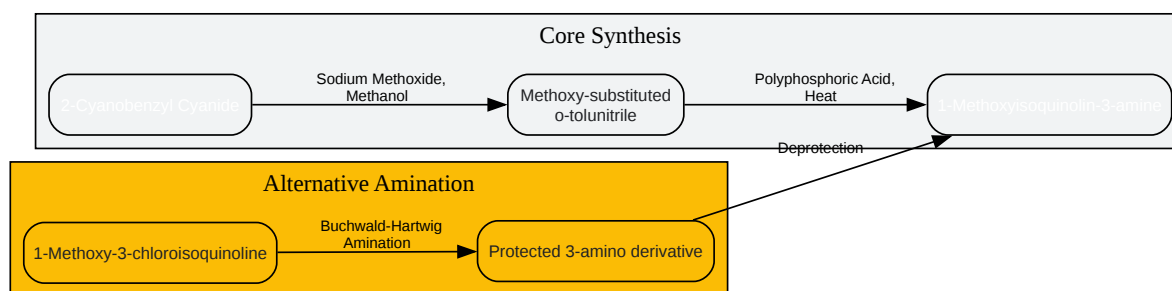 Core Synthesis
2-Cyanobenzyl Cyanide
Sodium Methoxide,
Methanol
Methoxy-substituted
o-tolunitrile
Polyphosphoric Acid,
Heat
1-Methoxyisoquinolin-3-amine
Deprotection
Alternative Amination
1-Methoxy-3-chloroisoquinoline
Buchwald-Hartwig
Amination
Protected 3-amino derivative